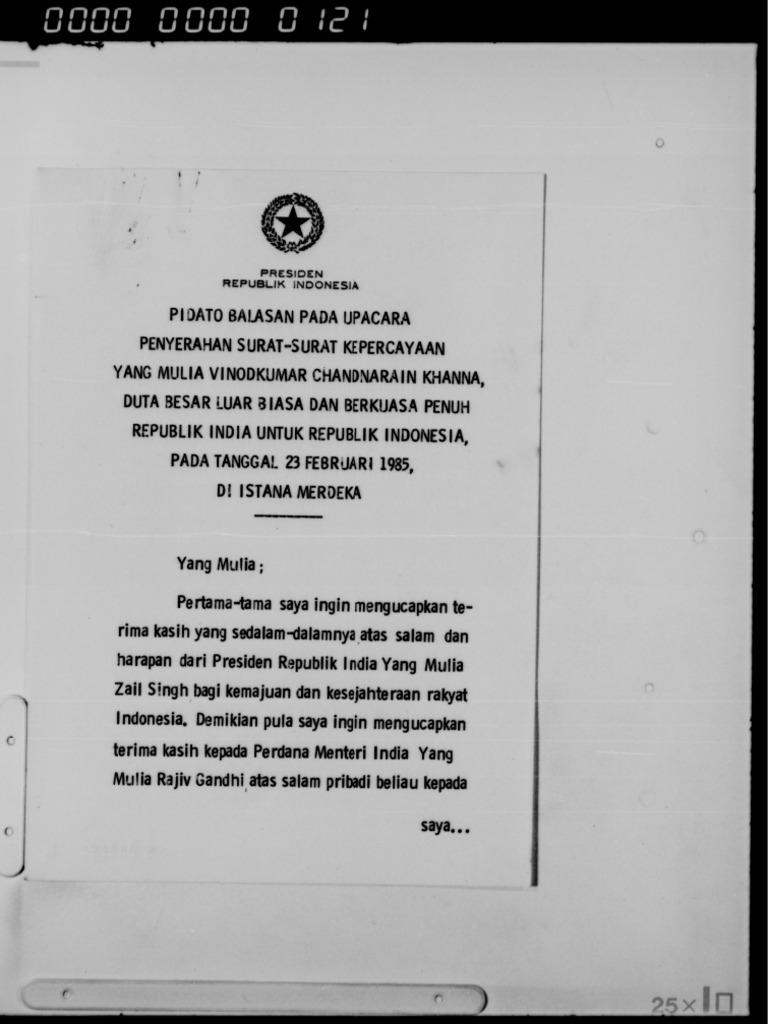 0000 0000 0121
PRESIDEN
REPUBLIK INDONESIA
PIDATO BALASAN PADA UPACARA
PENYERAHAN SURAT-SURAT KEPERCAYAAN
YANG MULIA VINODKUMAR CHANDNARAIN KHANNA,
DUTA BESAR LUAR BIASA DAN BERKUASA PENUH
REPUBLIK INDIA UNTUK REPUBLIK INDONESIA,
PADA TANGGAL 23 FEBRUARI 1985,
DI ISTANA MERDEKA
Yang Mulia ;
Pertama-tama saya ingin mengucapkan te-
rima kasih yang sedalam-dalamnya atas salam dan
harapan dari Presiden Republik India Yang Mulia
Zail Singh bagi kemajuan dan kesejahteraan rakyat
Indonesia. Demikian pula saya ingin mengucapkan
terima kasih kepada Perdana Menteri India Yang
Mulia Rajiv Gandhi atas salam pribadi beliau kepada
saya...
25×